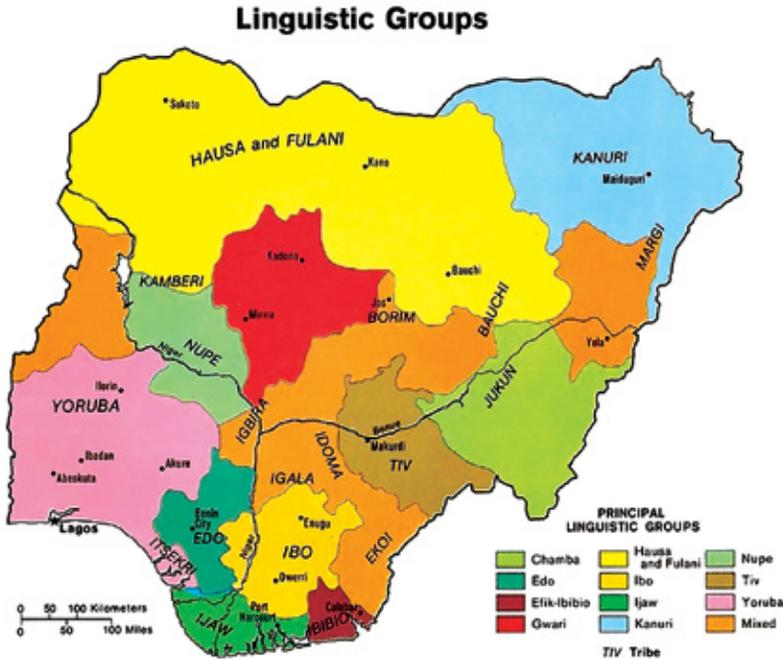 Linguistic Groups
Sokoto
HAUSA and FULANI
Kano
KANURI
Maiduguri
MARGI
Kaduna
Bauchi
KAMBERI
Jos
BORIM
BAUCHI
Minna
Niger
NUPE
Yola
Ilorin
YORUBA
JUKUN
IGBIRA
Benue
Makurdi
IDOMA
TIV
Ibadan
Akure
Abeokuta
IGALA
Benin
City
EDO
Enugu
Lagos
ITSEKRI
Niger
IBO
EKOI
Owerri
IJAW
Port
Harcourt
Calabar
IBIBIO
0 50 100 Kilometers
0 50 100 Miles
PRINCIPAL
LINGUISTIC GROUPS
Chamba
Edo
Efik-Ibibio
Gwari
Hausa
and Fulani
Ibo
Ijaw
Kanuri
Nupe
Tiv
Yoruba
Mixed
TIV Tribe